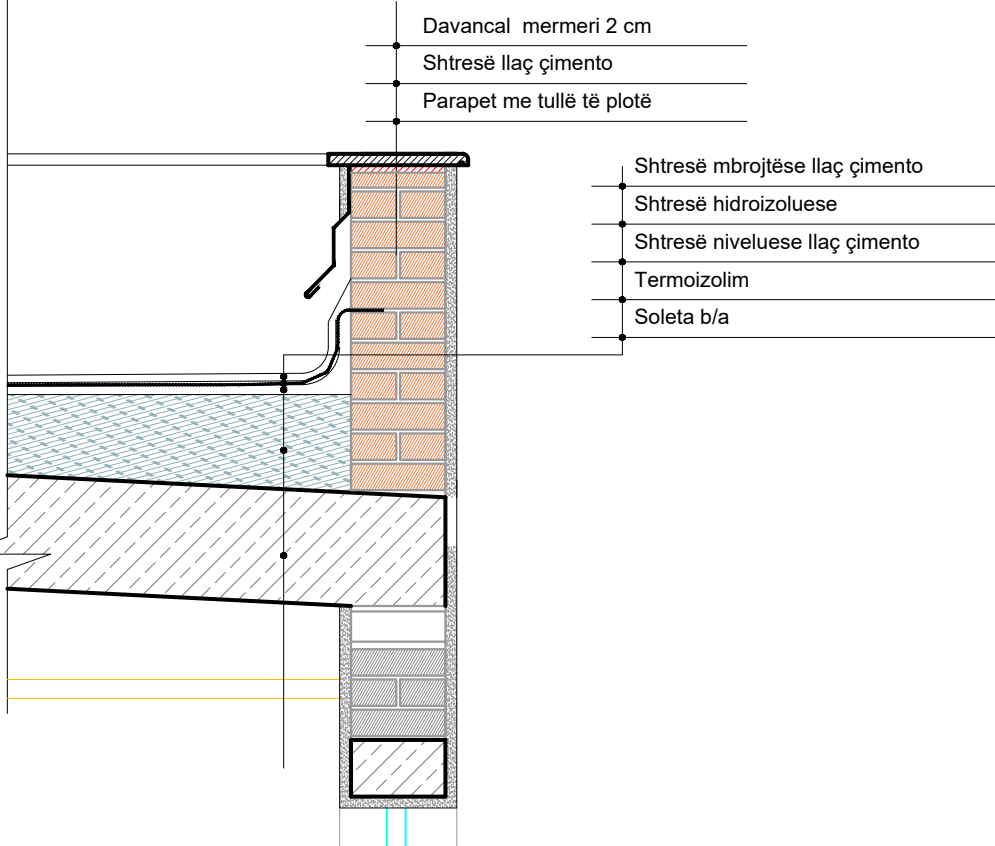 Davancal mermeri 2 cm
Shtresë llaç çimento
Parapet me tullë të plotë
Shtresë mbrojtëse llaç çimento
Shtresë hidroizoluese
Shtresë niveluese llaç çimento
Termoizolim
Soleta b/a